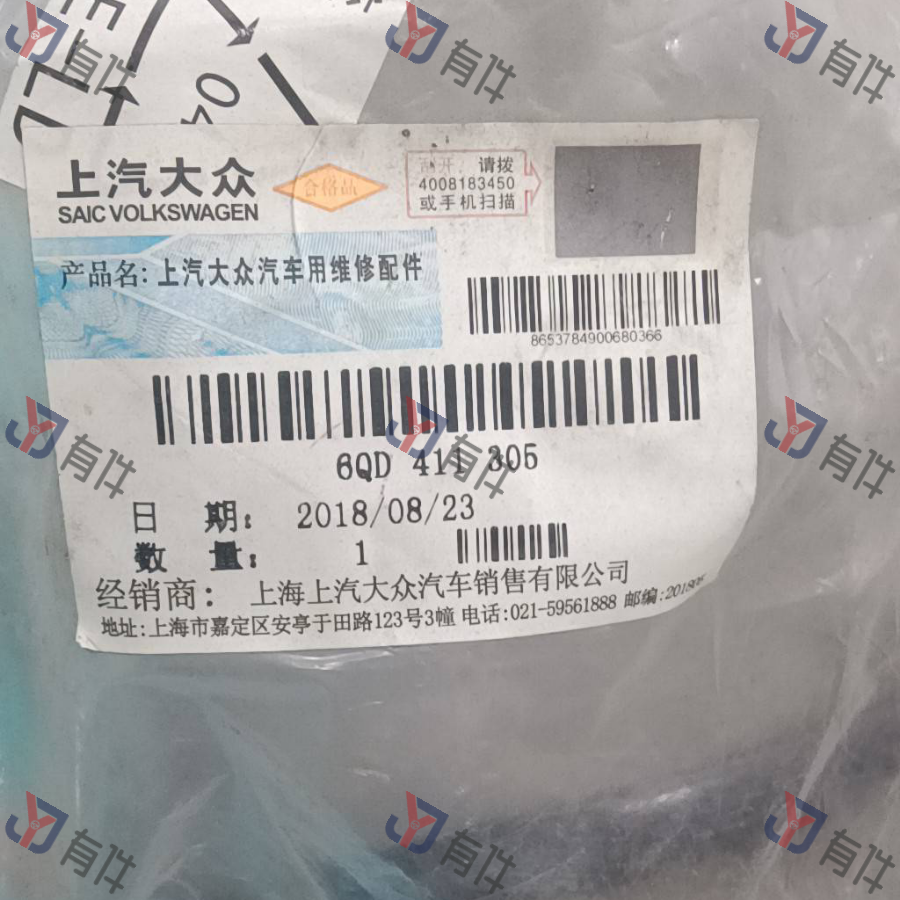 上汽大众
SAIC VOLKSWAGEN
合格品
刮开，请拨
4008183450
或手机扫描
产品名：上汽大众汽车用维修配件
8653784900680366
6QD 411 305
日 期： 2018/08/23
数 量： 1
经销商： 上海上汽大众汽车销售有限公司
地址：上海市嘉定区安亭于田路123号3幢 电话：021-59561888 邮编：201805
有件
有件
有件
有件
有件
有件
有件
有件
有件